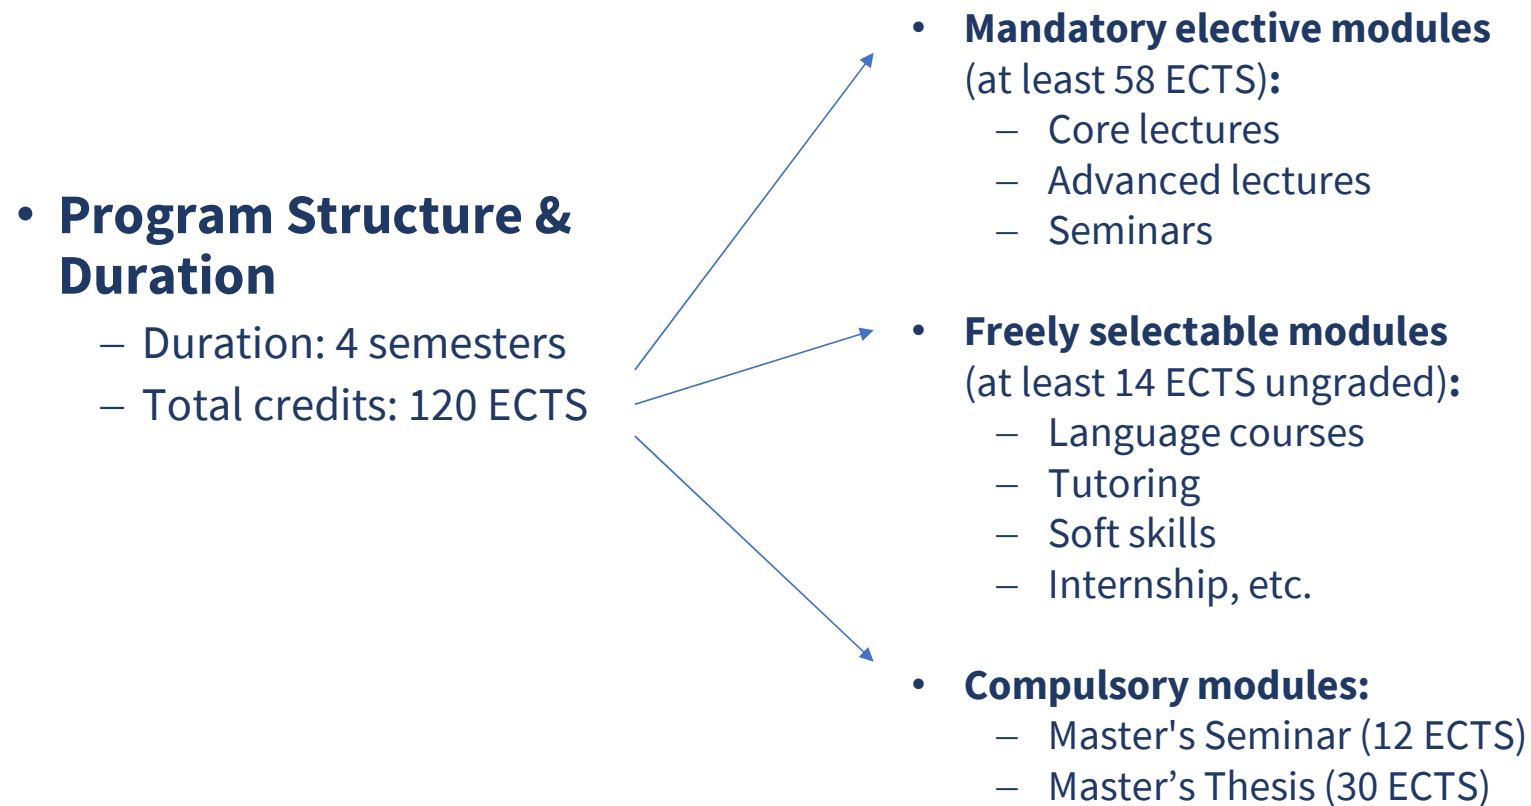 • Program Structure &
Duration
– Duration: 4 semesters
– Total credits: 120 ECTS
• Mandatory elective modules
(at least 58 ECTS):
– Core lectures
– Advanced lectures
– Seminars
• Freely selectable modules
(at least 14 ECTS ungraded):
– Language courses
– Tutoring
– Soft skills
– Internship, etc.
• Compulsory modules:
– Master's Seminar (12 ECTS)
– Master’s Thesis (30 ECTS)